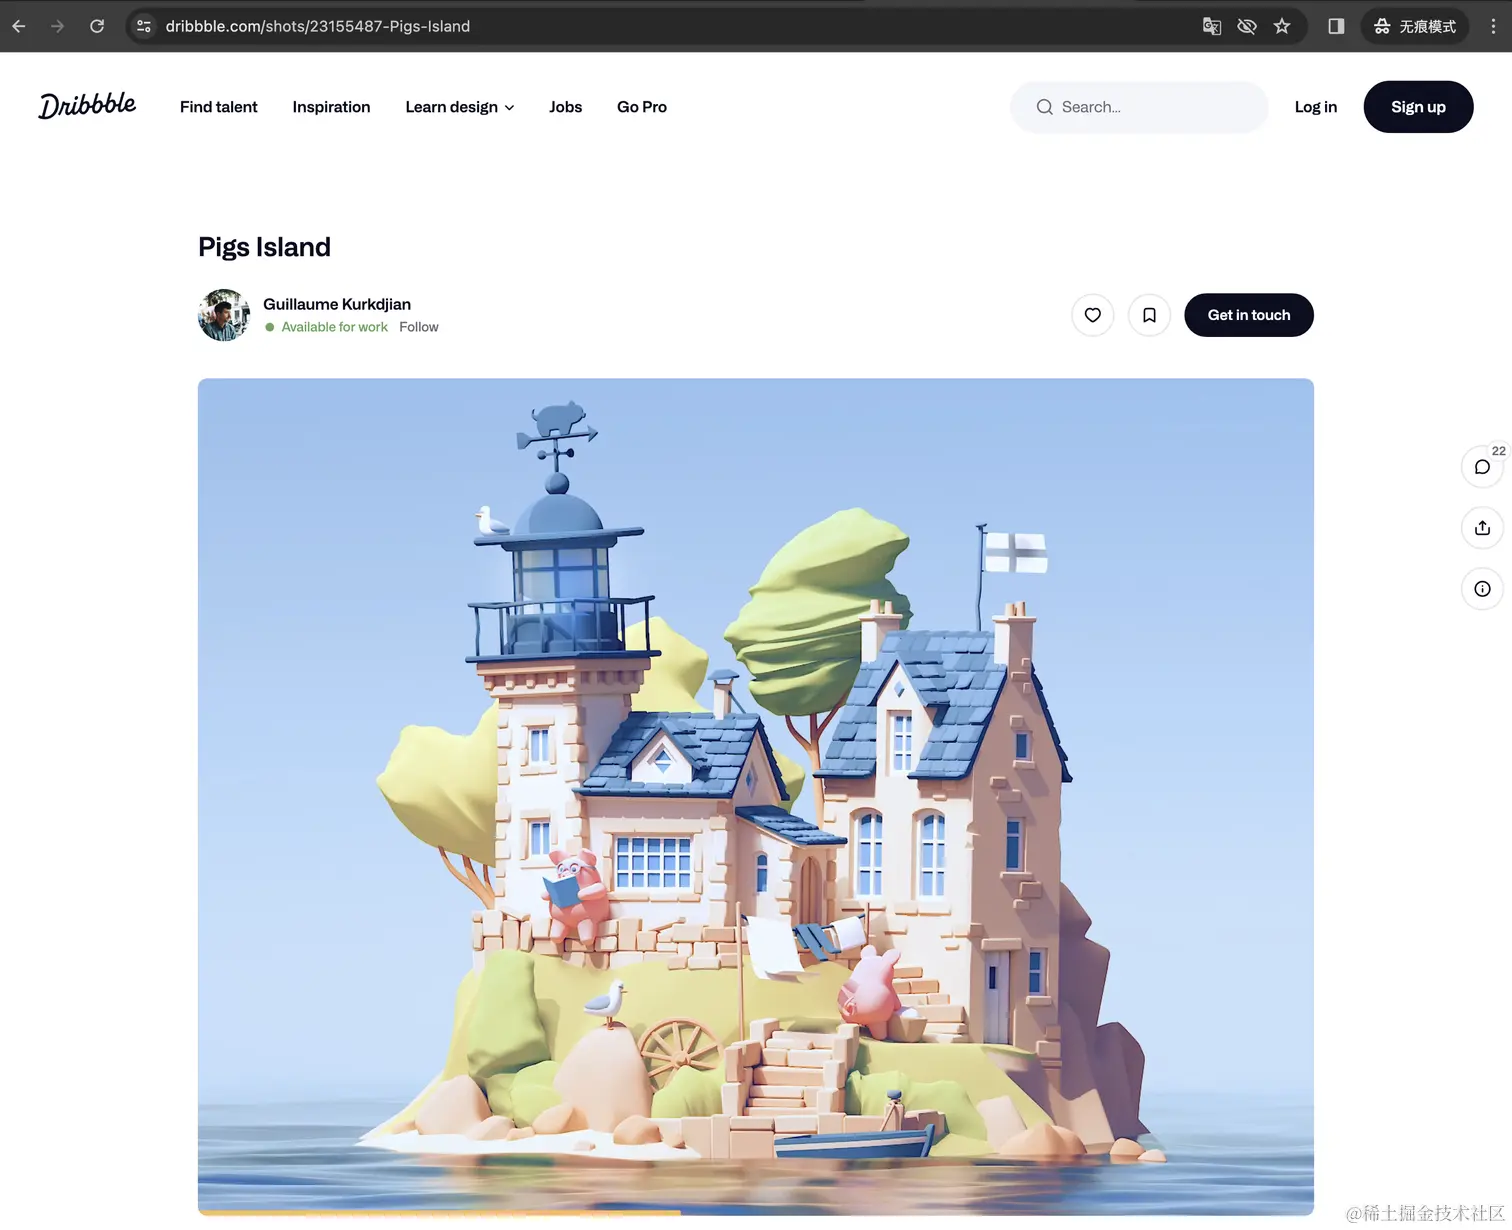 dribbble.com/shots/23155487-Pigs-Island
无痕模式
Dribbble
Find talent
Inspiration
Learn design
Jobs
Go Pro
Search...
Log in
Sign up
Pigs Island
Guillaume Kurkdjian
Available for work
Follow
Get in touch
22
@稀土掘金技术社区